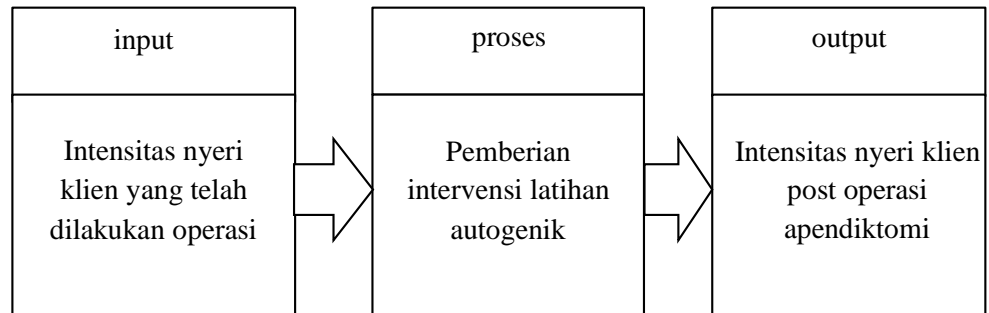 input
proses
output
Intensitas nyeri
klien yang telah
dilakukan operasi
Pemberian
intervensi latihan
autogenik
Intensitas nyeri klien
post operasi
apendiktomi